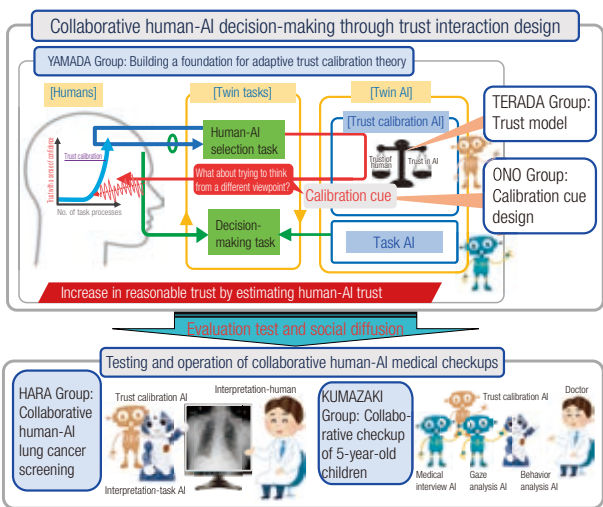 Collaborative human-AI decision-making through trust interaction design
YAMADA Group: Building a foundation for adaptive trust calibration theory
[Humans]
[Twin tasks]
[Twin AI]
Trust with a sense of confidence
Trust calibration
No. of task processes
Human-AI
selection task
What about trying to think
from a different viewpoint?
Decision-
making task
[Trust calibration AI]
Trust of
human
Trust in AI
Calibration cue
Task AI
TERADA Group:
Trust model
ONO Group:
Calibration cue
design
Increase in reasonable trust by estimating human-AI trust
Evaluation test and social diffusion
Testing and operation of collaborative human-AI medical checkups
HARA Group:
Collaborative
human-AI
lung cancer
screening
Trust calibration AI
Interpretation-human
Interpretation-task AI
KUMAZAKI
Group: Collabo-
rative checkup
of 5-year-old
children
Trust calibration AI
Doctor
Medical
interview AI
Gaze
analysis AI
Behavior
analysis AI